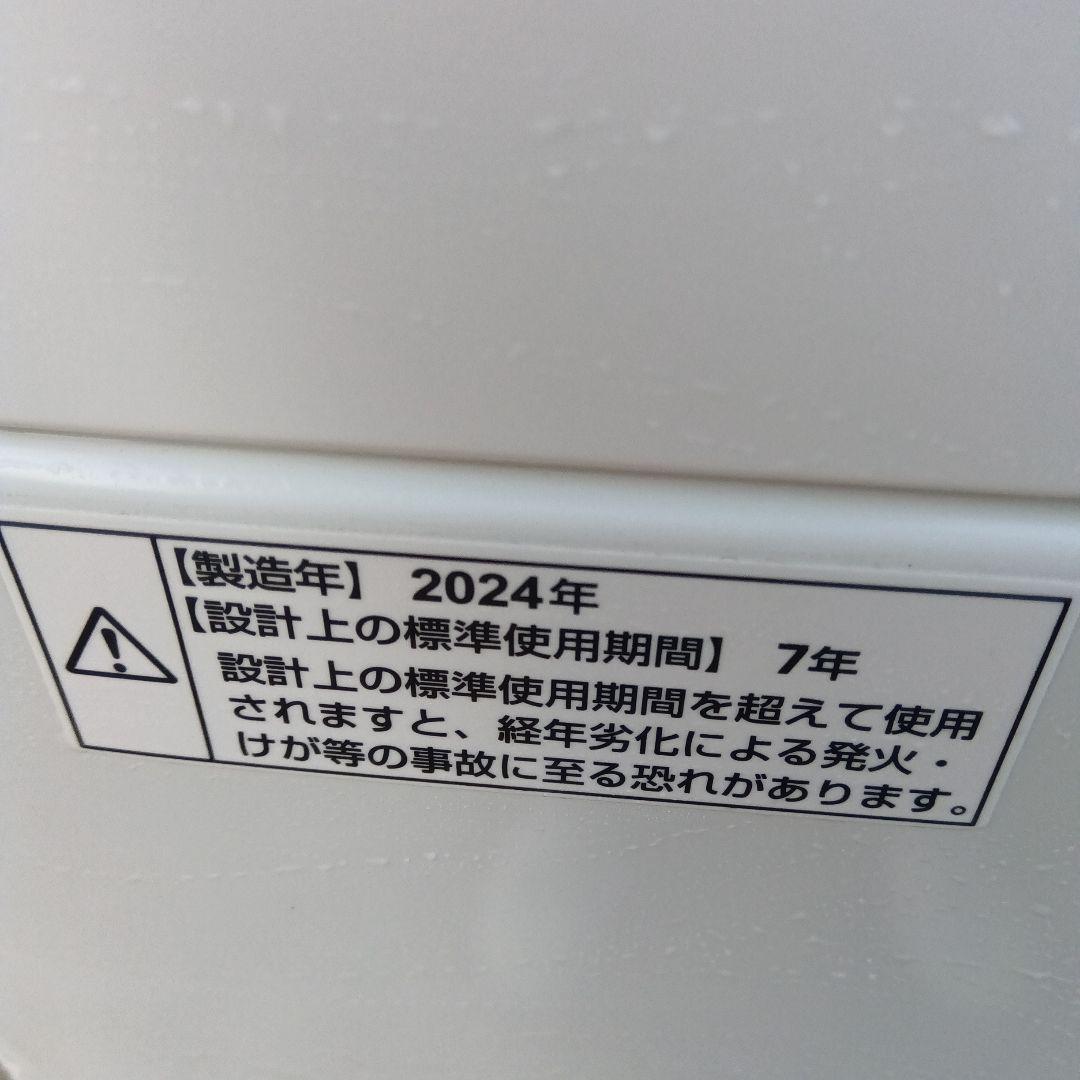 【製造年】 2024年
【設計上の標準使用期間】 7年
設計上の標準使用期間を超えて使用
されますと、経年劣化による発火・
けが等の事故に至る恐れがあります。